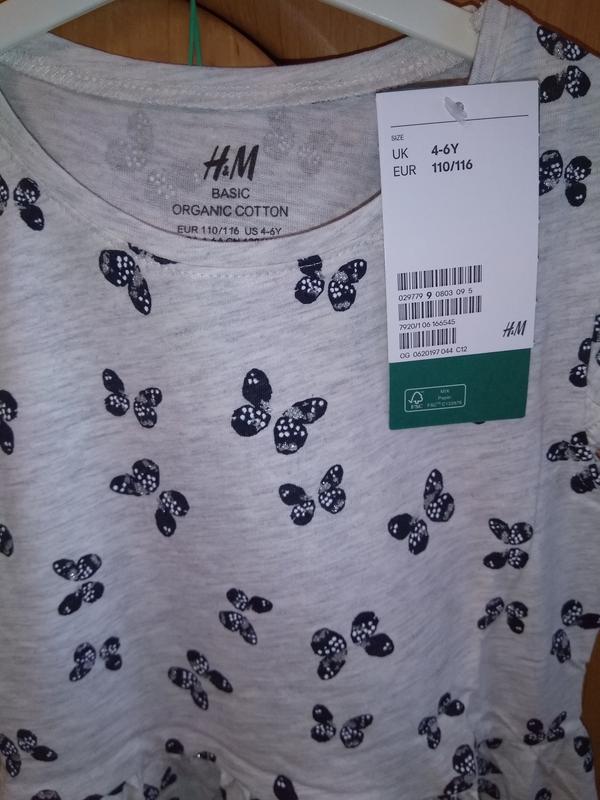 H&M
BASIC
ORGANIC COTTON
EUR 110/116 US 4-6Y
SIZE
UK 4-6Y
EUR 110/116
029779 9 0803 09 5
7920/1 06 166545
H&M
OG 0620197 044 C12
FSC
MIX
Papier